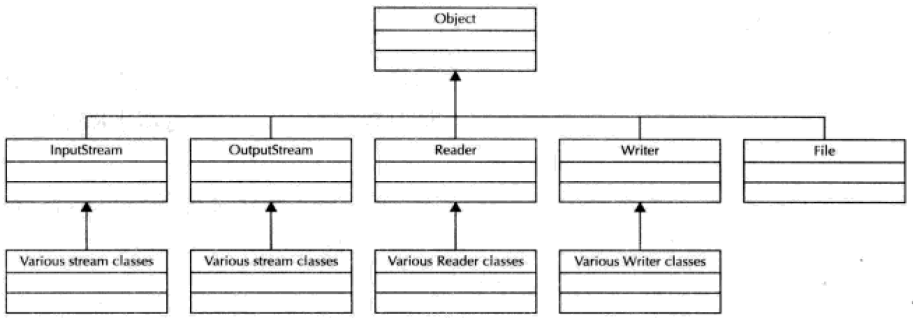 Object
InputStream
OutputStream
Reader
Writer
File
Various stream classes
Various stream classes
Various Reader classes
Various Writer classes